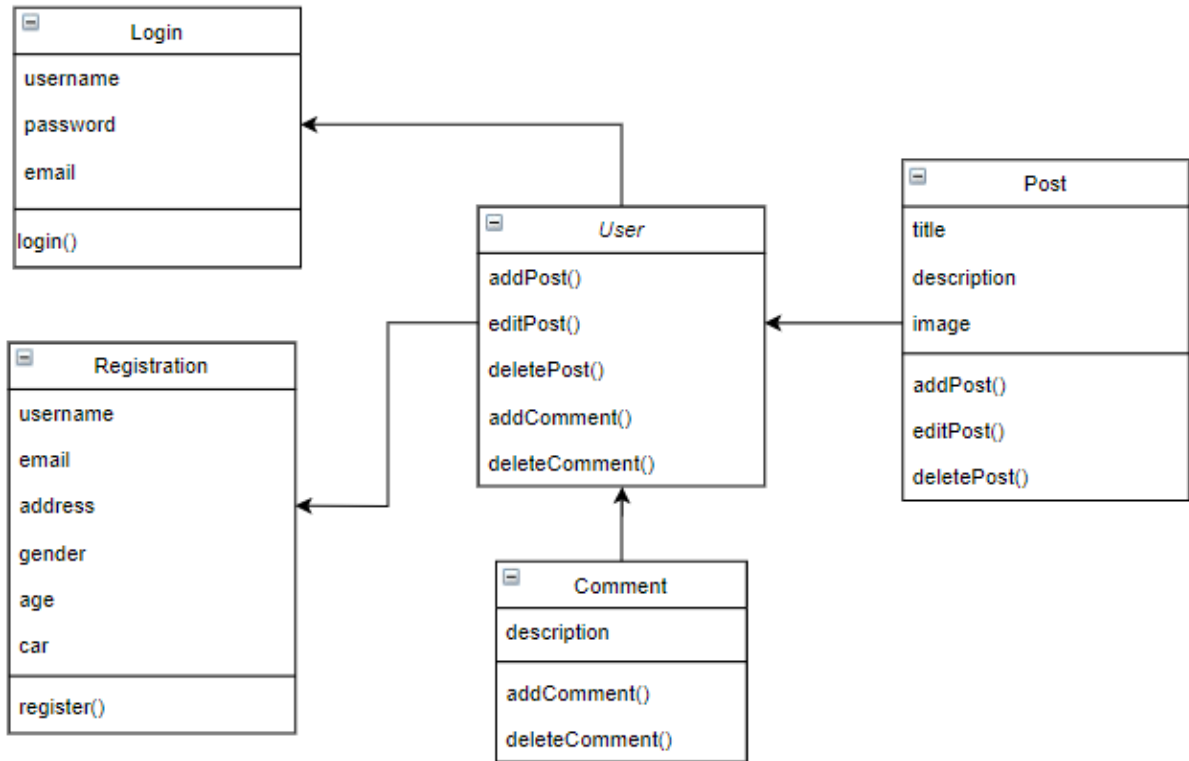 Login
username
password
email
login()
Registration
username
email
address
gender
age
car
register()
User
addPost()
editPost()
deletePost()
addComment()
deleteComment()
Comment
description
addComment()
deleteComment()
Post
title
description
image
addPost()
editPost()
deletePost()